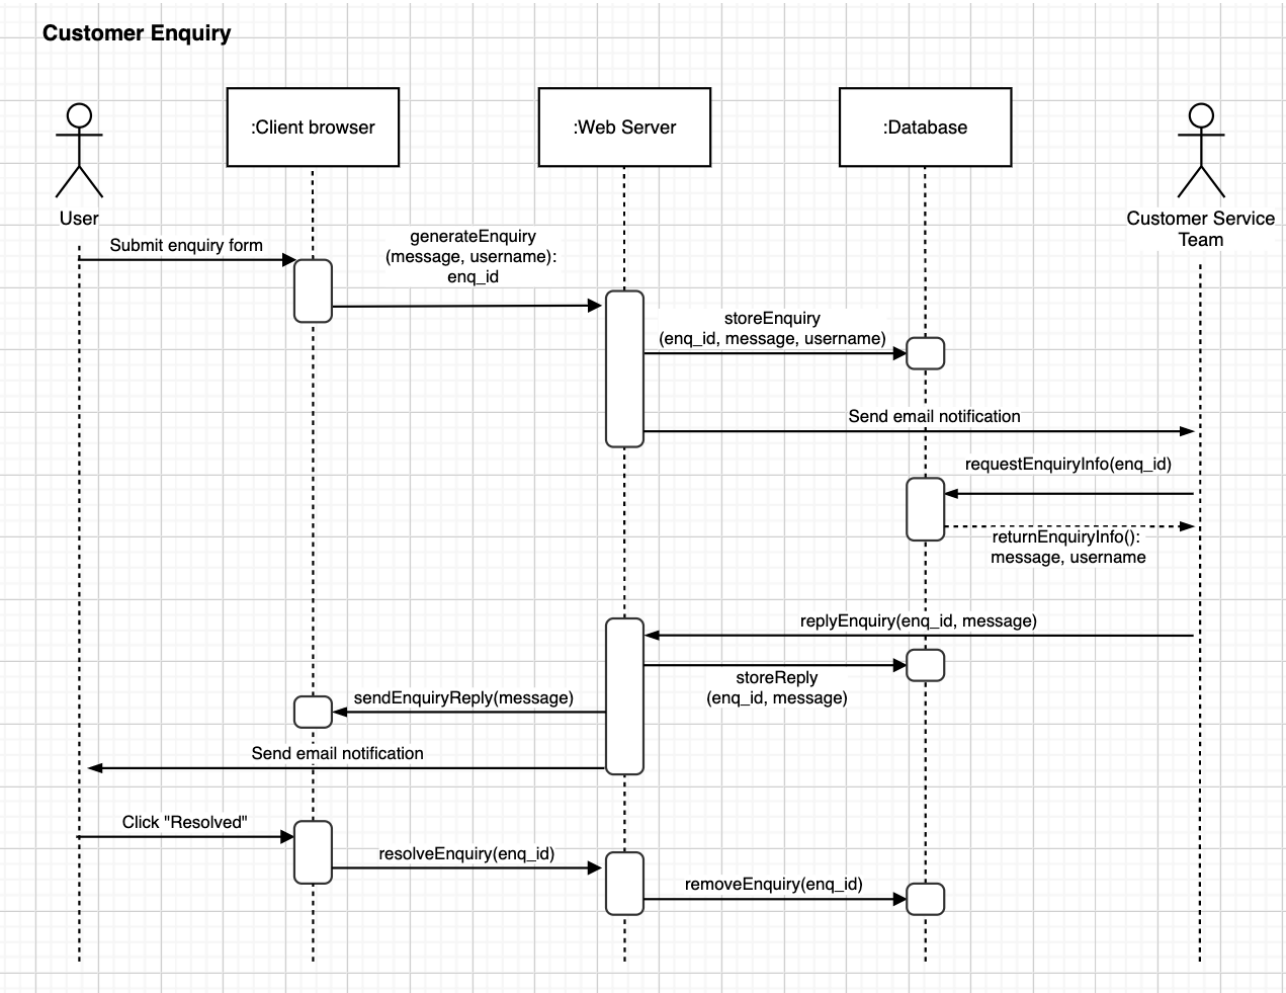 Customer Enquiry
:Client browser
:Web Server
:Database
User
Customer Service
Team
Submit enquiry form
generateEnquiry
(message, username):
enq_id
storeEnquiry
(enq_id, message, username)
Send email notification
requestEnquiryInfo(enq_id)
returnEnquiryInfo():
message, username
replyEnquiry(enq_id, message)
storeReply
(enq_id, message)
sendEnquiryReply(message)
Send email notification
Click "Resolved"
resolveEnquiry(enq_id)
removeEnquiry(enq_id)